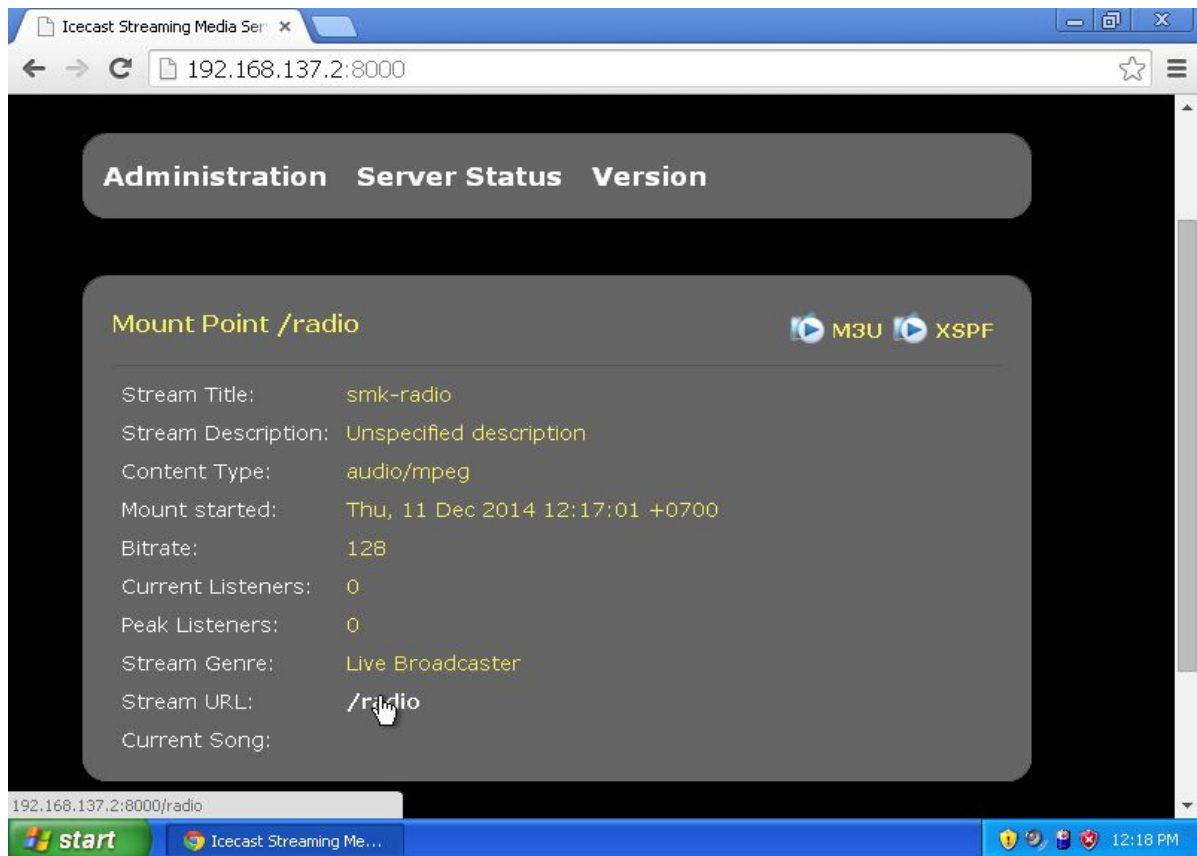 Icecast Streaming Media Ser
192.168.137.2:8000
Administration Server Status Version
Mount Point /radio
M3U XSPF
Stream Title: smk-radio
Stream Description: Unspecified description
Content Type: audio/mpeg
Mount started: Thu, 11 Dec 2014 12:17:01 +0700
Bitrate: 128
Current Listeners: 0
Peak Listeners: 0
Stream Genre: Live Broadcaster
Stream URL: /radio
Current Song:
192.168.137.2:8000/radio
start Icecast Streaming Me... 12:18 PM